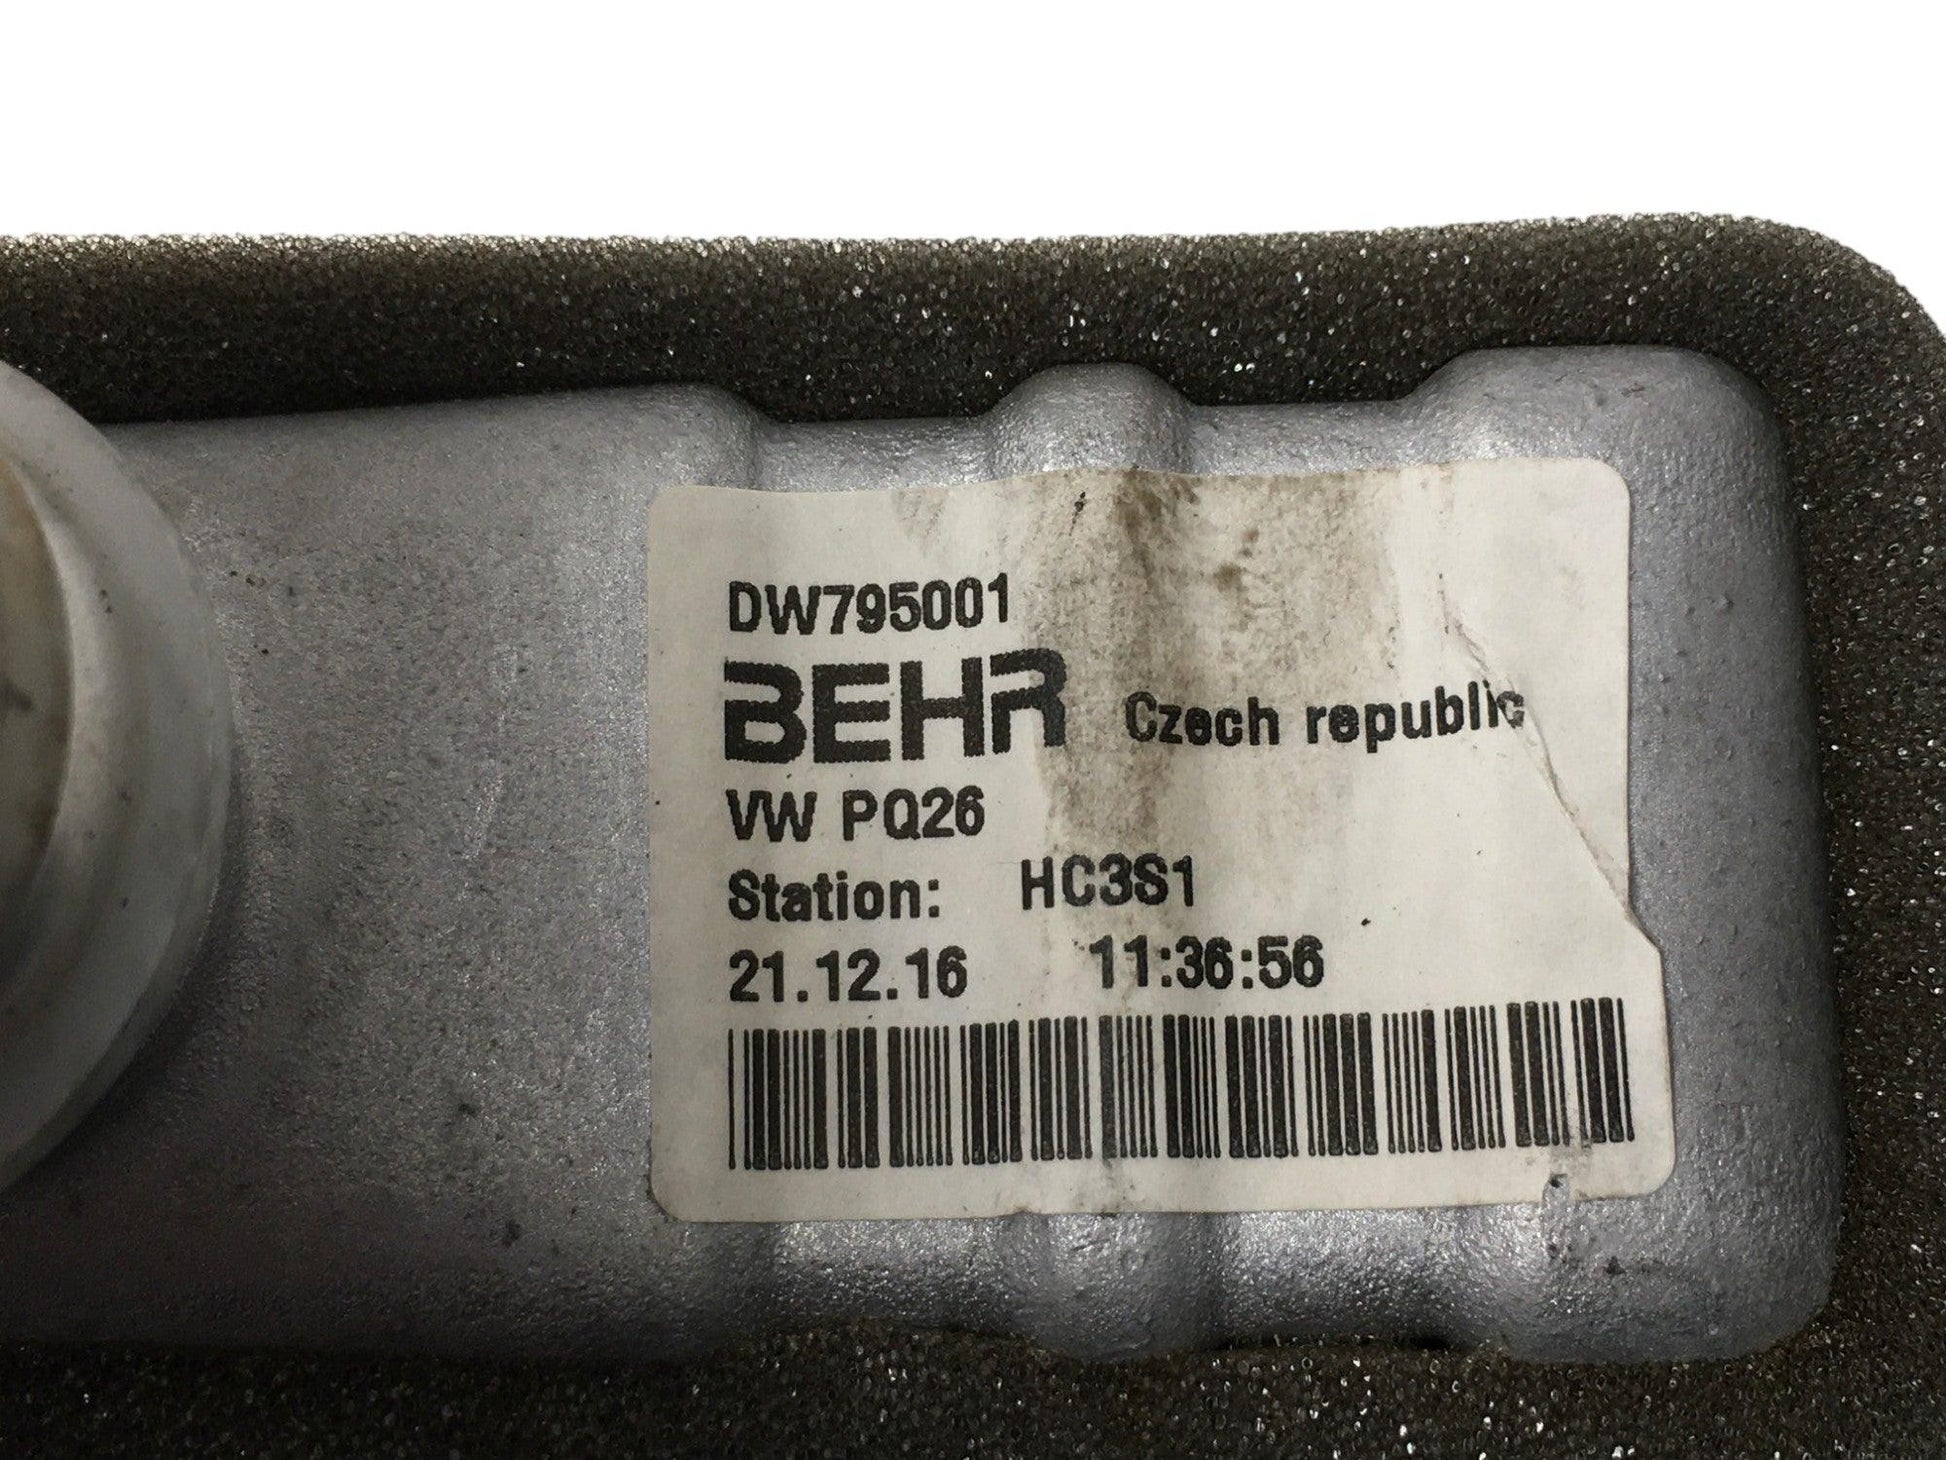 DW795001
BEHR Czech republic
VW PQ26
Station: HC3S1
21.12.16 11:36:56